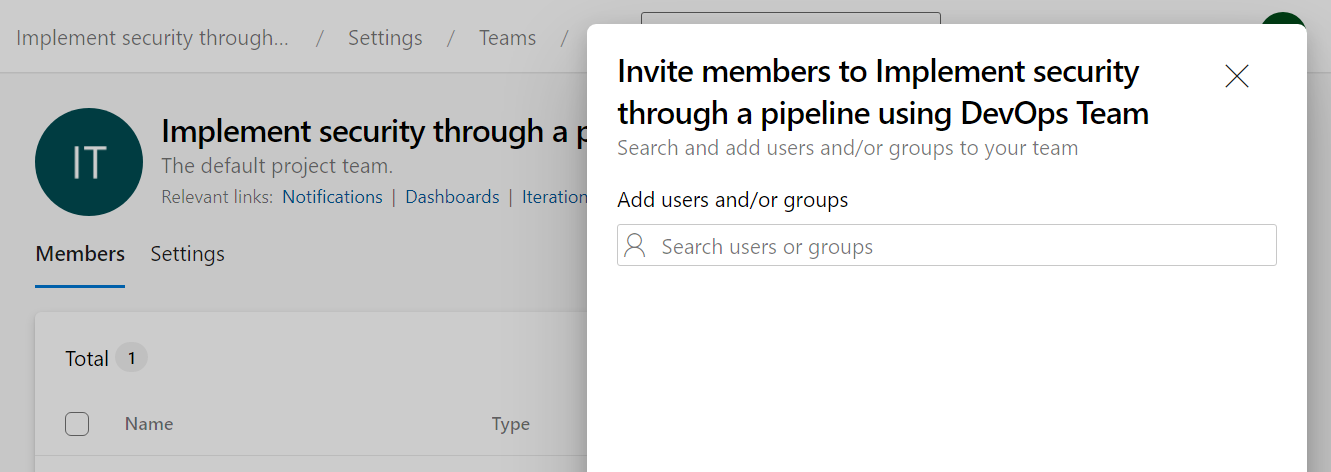 Implement security through... / Settings / Teams /
Invite members to Implement security
through a pipeline using DevOps Team
Search and add users and/or groups to your team
Add users and/or groups
Search users or groups
IT
Implement security through a p
The default project team.
Relevant links: Notifications | Dashboards | Iteration
Members Settings
Total 1
Name Type